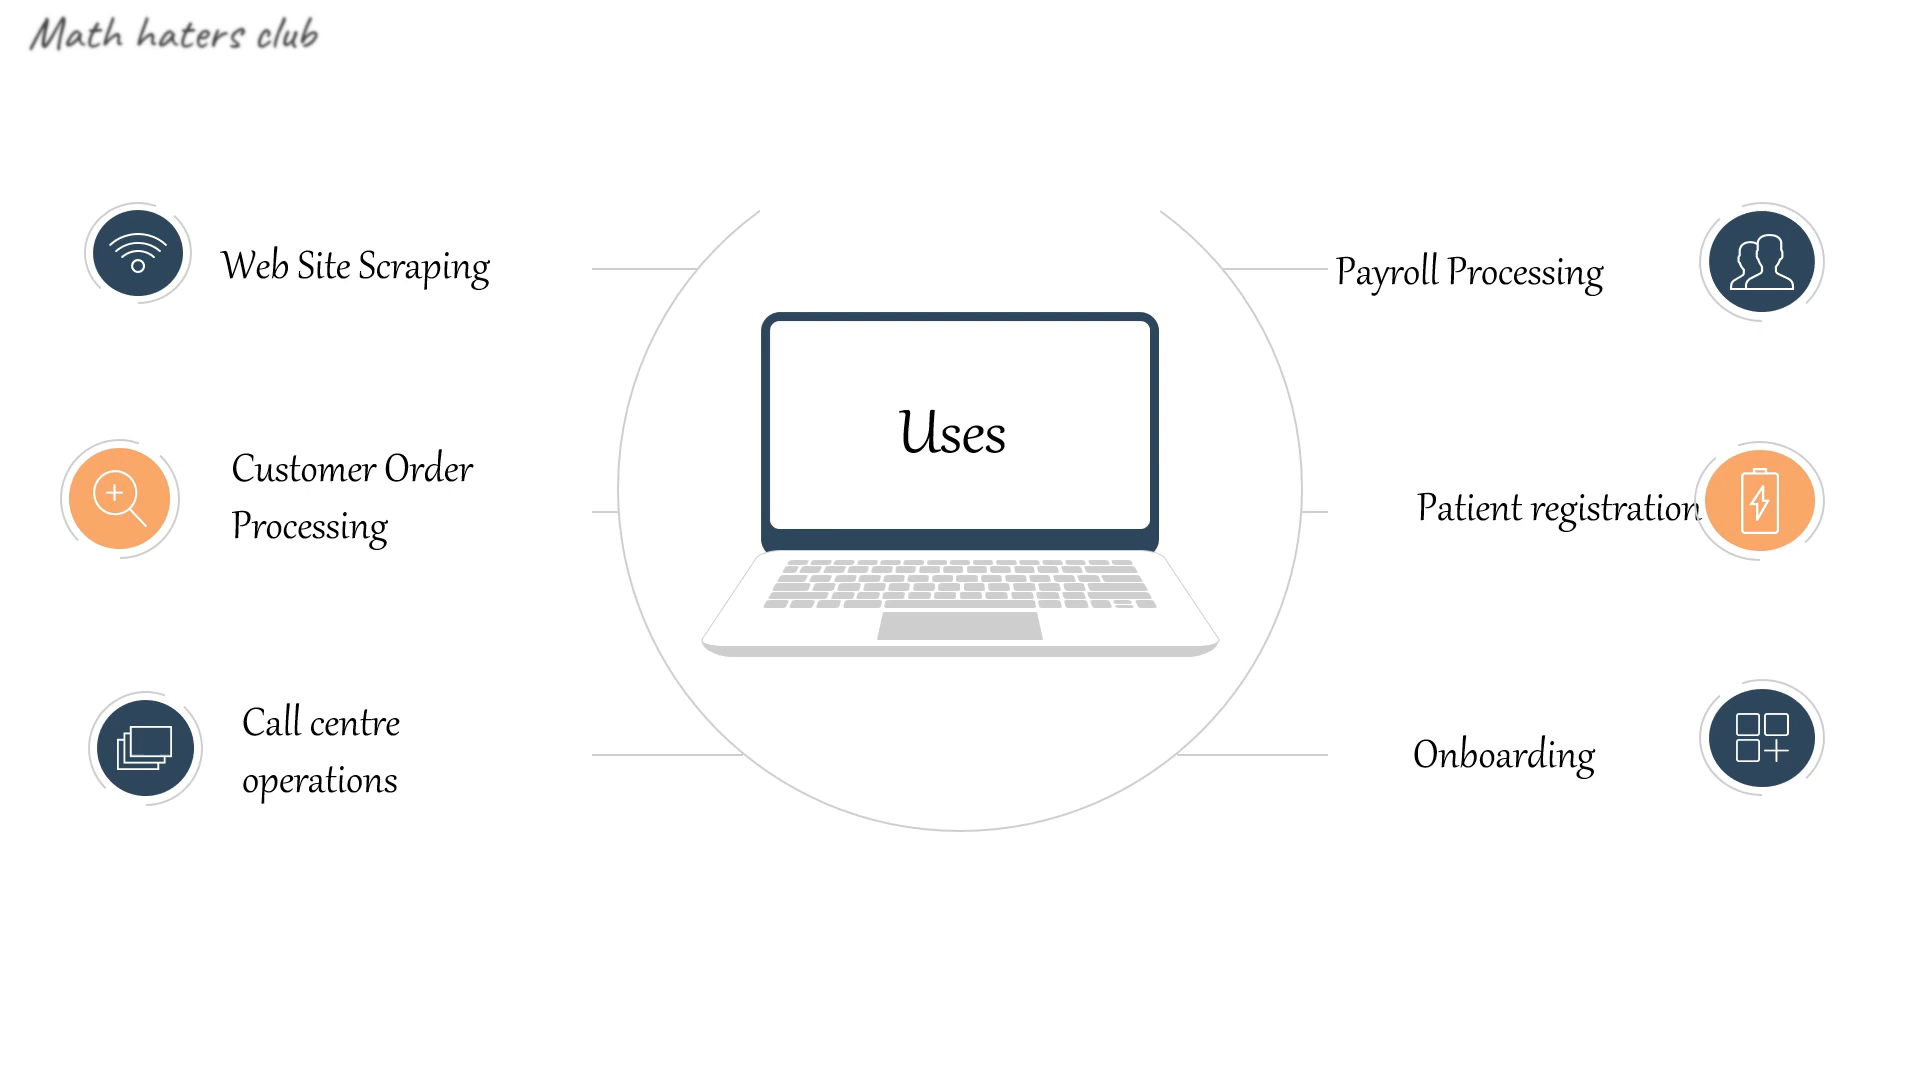 Math haters club
Web Site Scraping
Customer Order
Processing
Call centre
operations
Uses
Payroll Processing
Patient registration
Onboarding